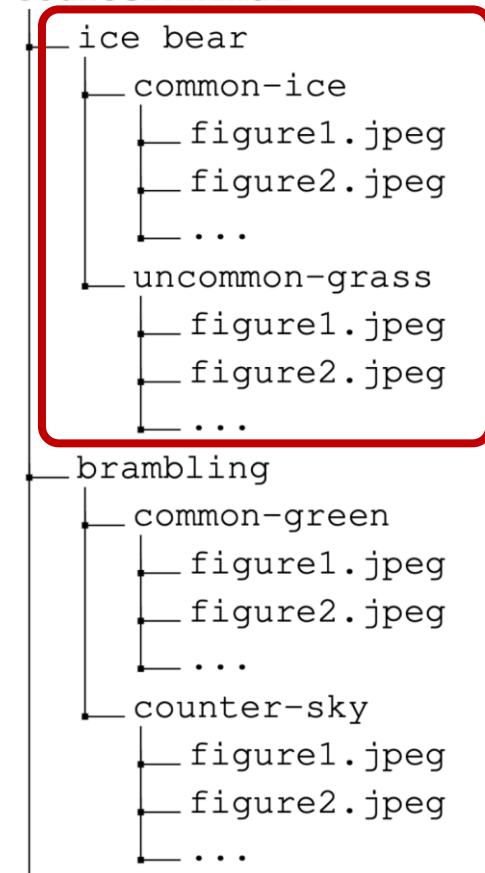 ice bear
common-ice
figure1.jpeg
figure2.jpeg
...
uncommon-grass
figure1.jpeg
figure2.jpeg
...
brambling
common-green
figure1.jpeg
figure2.jpeg
...
counter-sky
figure1.jpeg
figure2.jpeg
...